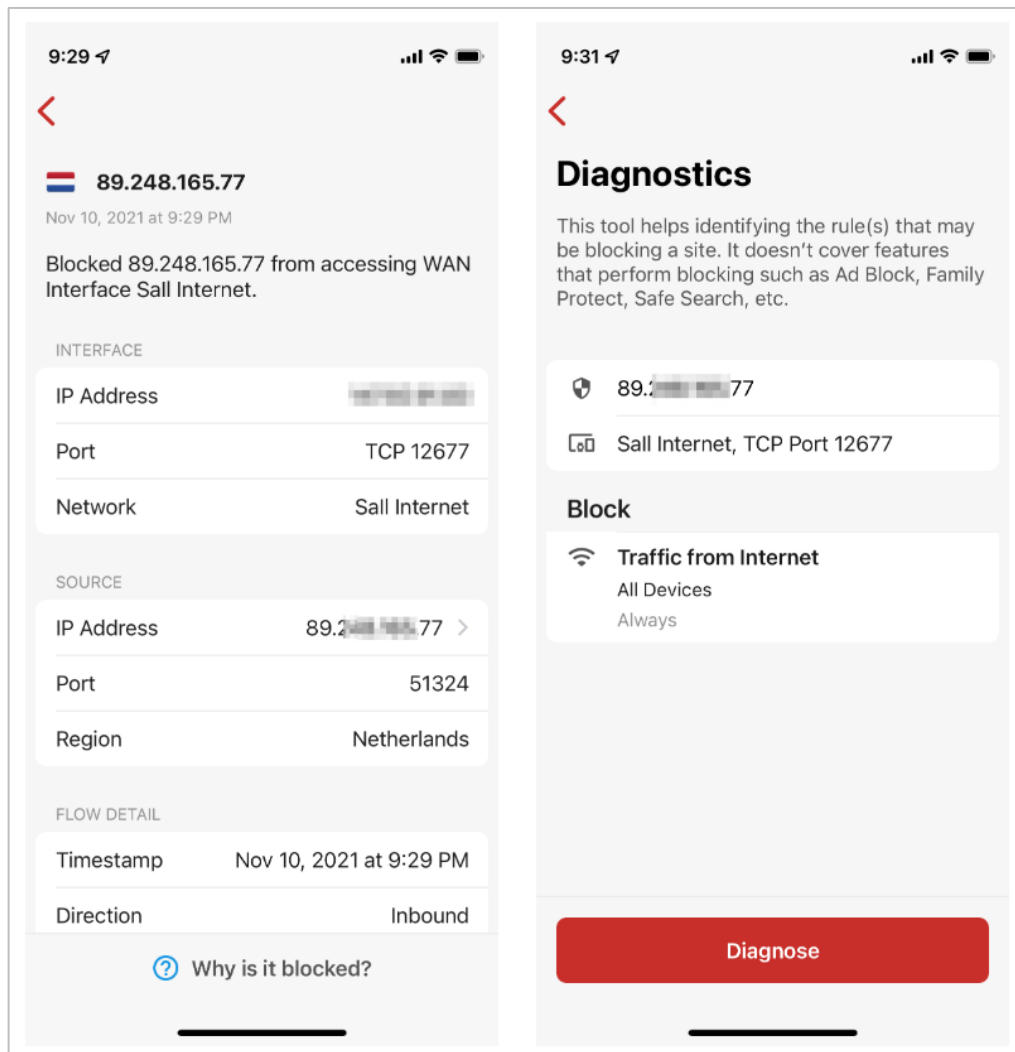 9:29
89.248.165.77
Nov 10, 2021 at 9:29 PM
Blocked 89.248.165.77 from accessing WAN
Interface Sall Internet.
INTERFACE
IP Address
Port TCP 12677
Network Sall Internet
SOURCE
IP Address 89.2 .77
Port 51324
Region Netherlands
FLOW DETAIL
Timestamp Nov 10, 2021 at 9:29 PM
Direction Inbound
Why is it blocked?
9:31
Diagnostics
This tool helps identifying the rule(s) that may
be blocking a site. It doesn't cover features
that perform blocking such as Ad Block, Family
Protect, Safe Search, etc.
89. .77
Sall Internet, TCP Port 12677
Block
Traffic from Internet
All Devices
Always
Diagnose